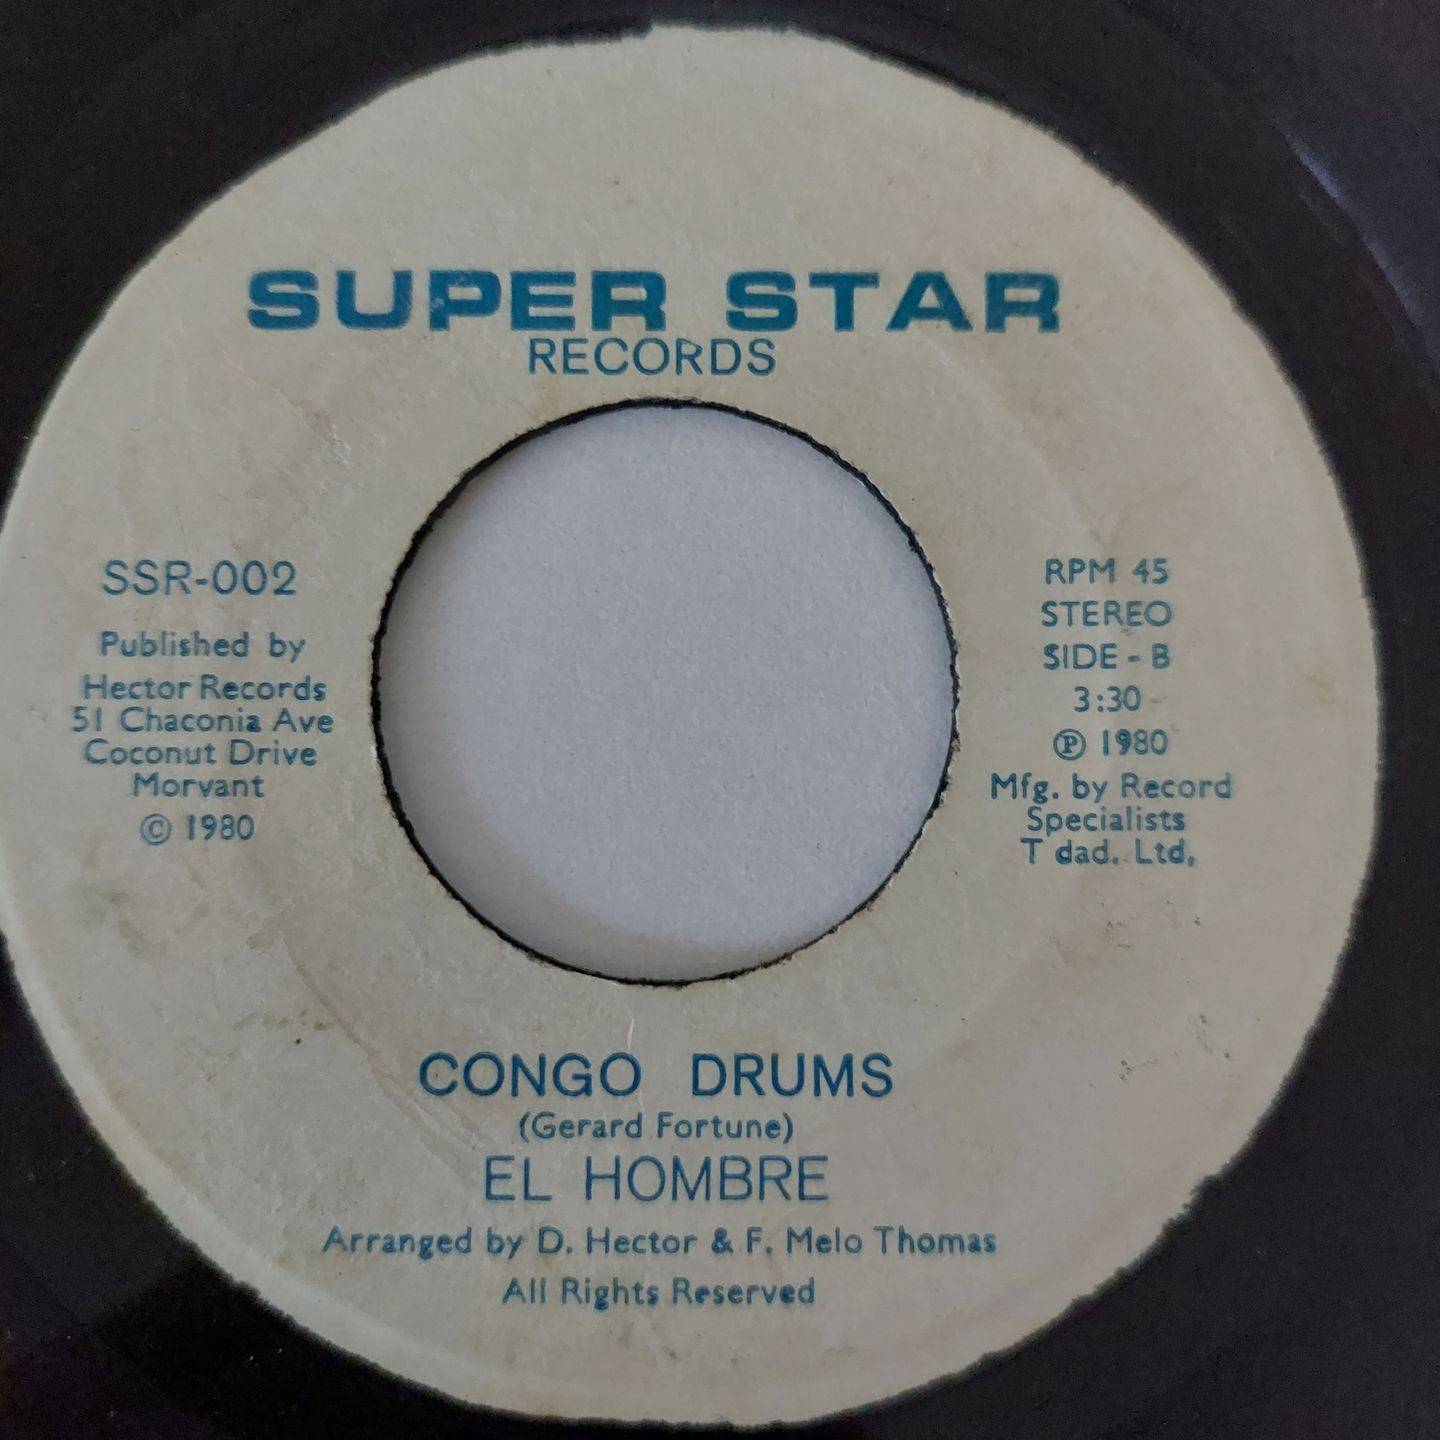 SUPER STAR
RECORDS
SSR-002
Published by
Hector Records
51 Chaconia Ave
Coconut Drive
Morvant
© 1980
RPM 45
STEREO
SIDE - B
3:30
℗ 1980
Mfg. by Record
Specialists
T dad. Ltd,
CONGO DRUMS
(Gerard Fortune)
EL HOMBRE
Arranged by D. Hector & F. Melo Thomas
All Rights Reserved